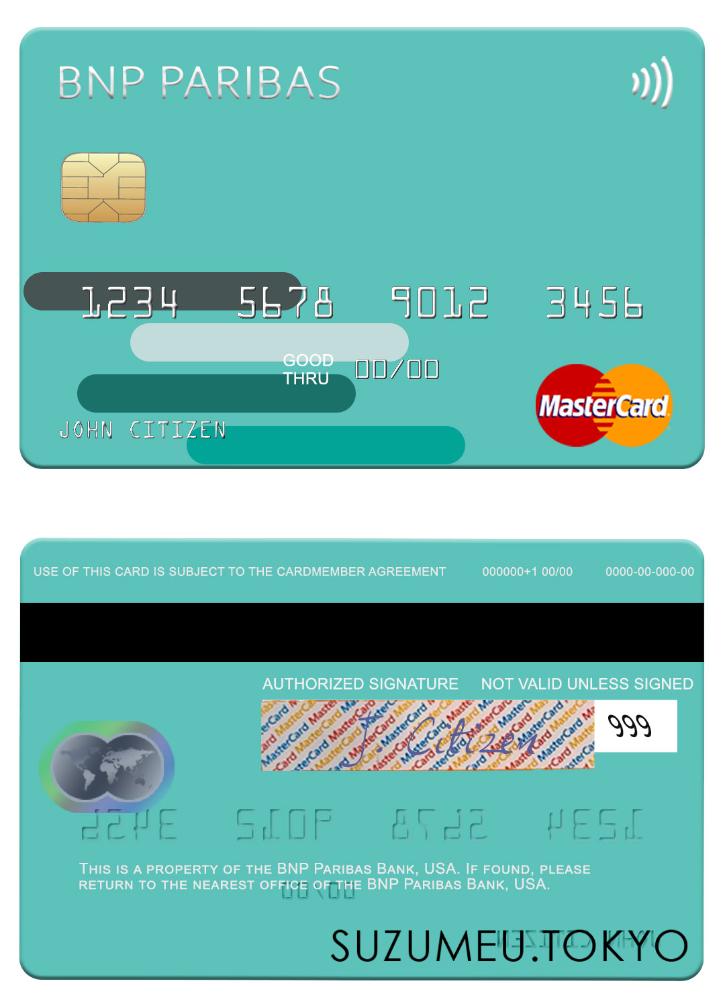 BNP PARIBAS
1234 5678 9012 3456
GOOD
THRU 00/00
JOHN CITIZEN
MasterCard
USE OF THIS CARD IS SUBJECT TO THE CARDMEMBER AGREEMENT 000000+1 00/00 0000-00-000-00
AUTHORIZED SIGNATURE NOT VALID UNLESS SIGNED
J Citizen 999
THIS IS A PROPERTY OF THE BNP PARIBAS BANK, USA. IF FOUND, PLEASE
RETURN TO THE NEAREST OFFICE OF THE BNP PARIBAS BANK, USA.
SUZUMEU.TOKYO